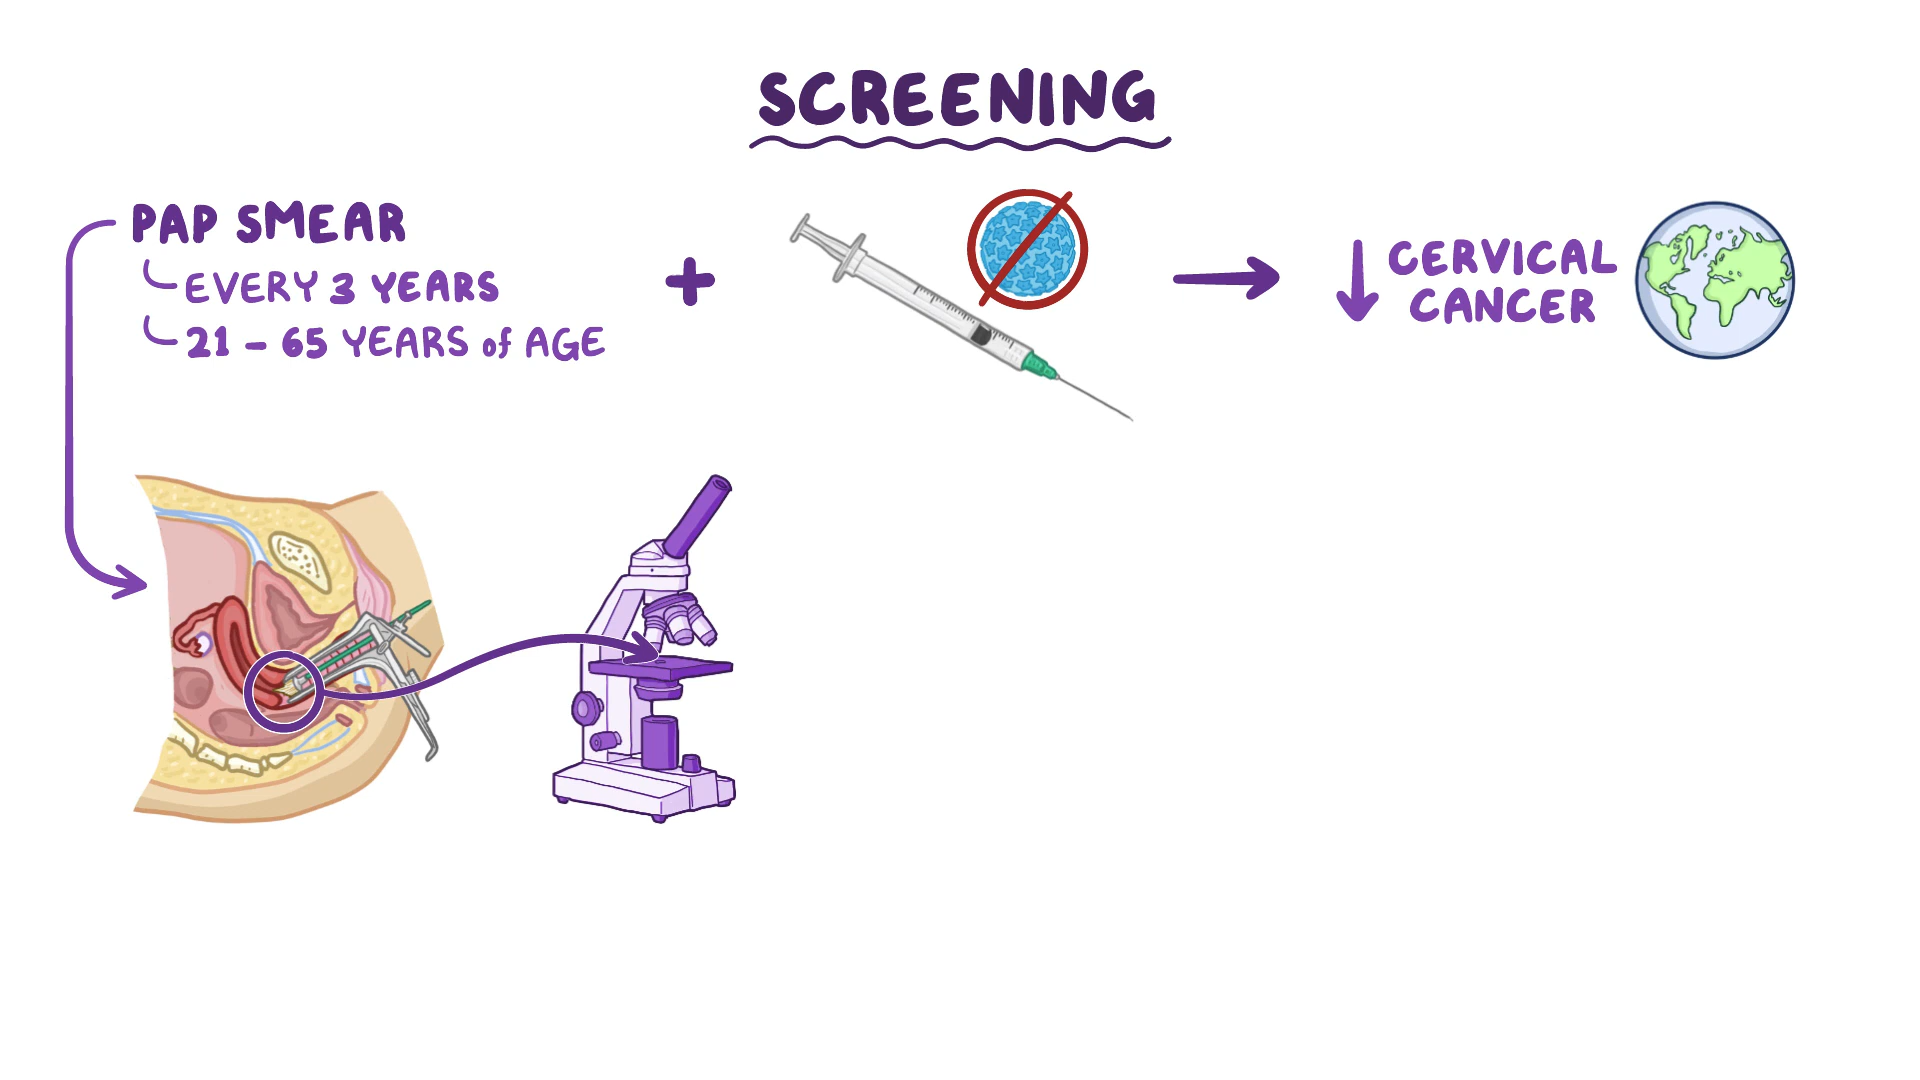 SCREENING
PAP SMEAR
EVERY 3 YEARS
21 - 65 YEARS of AGE
+
CERVICAL
CANCER